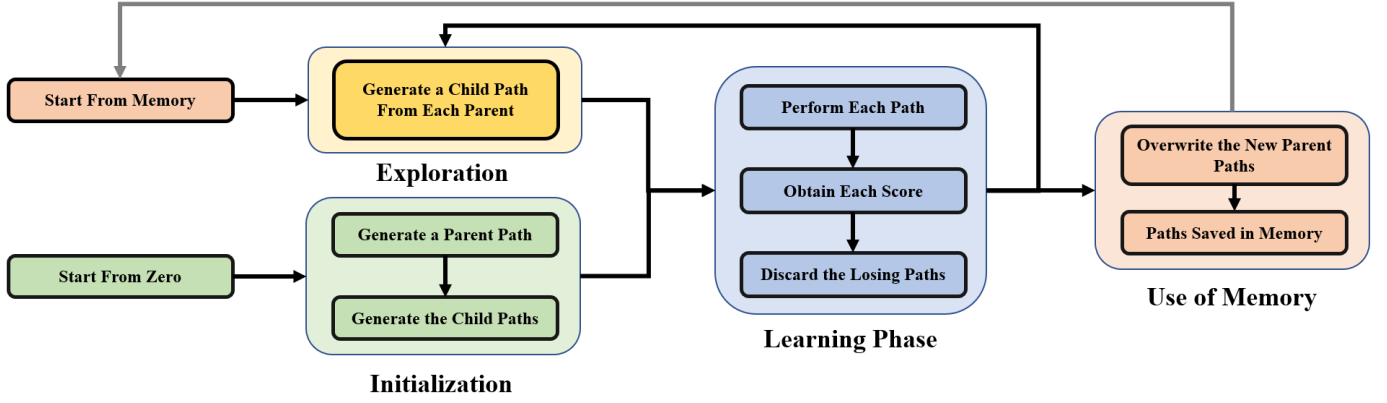 Start From Memory
Generate a Child Path
From Each Parent
Exploration
Start From Zero
Generate a Parent Path
Generate the Child Paths
Initialization
Perform Each Path
Obtain Each Score
Discard the Losing Paths
Learning Phase
Overwrite the New Parent
Paths
Paths Saved in Memory
Use of Memory